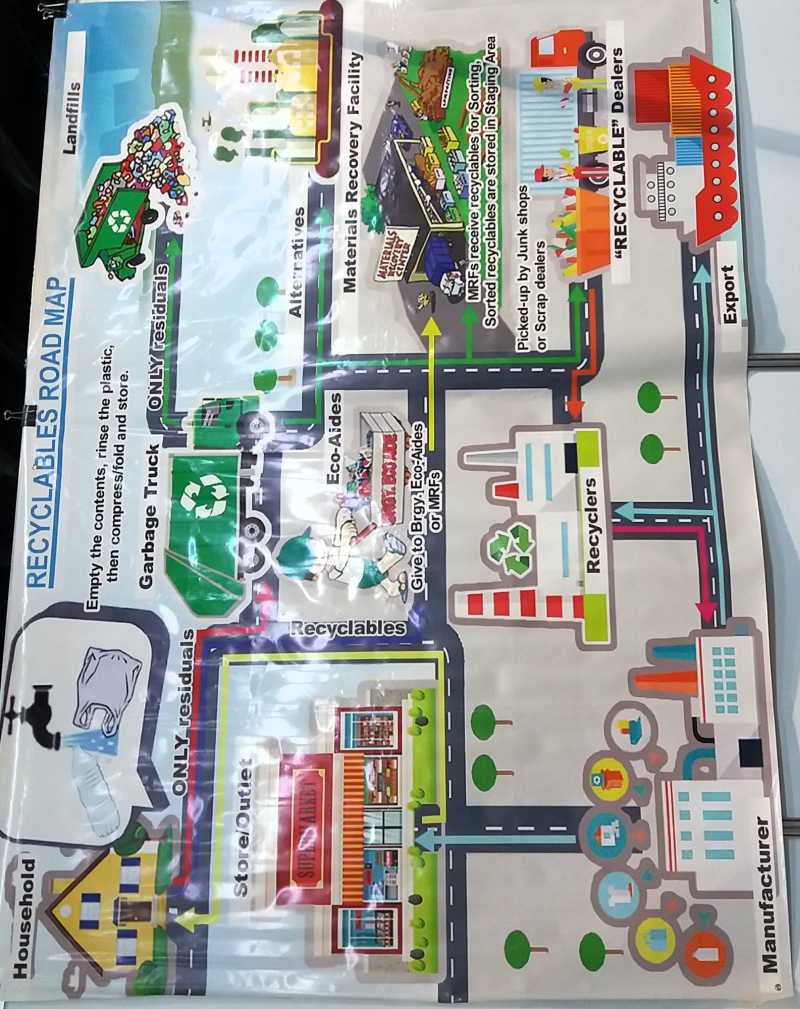 RECYCLABLES ROAD MAP
Household
Landfills
Empty the contents, rinse the plastic,
then compress/fold and store.
Garbage Truck
ONLY residuals
ONLY residuals
Store/Outlet
SUPERMARKET
Recyclables
Alternatives
Eco-Aides
BRGY. ECO AIDE
Give to Brgy. Eco-Aides
or MRFs
Materials Recovery Facility
MATERIALS
RECOVERY
CENTER
MRFs receive recyclables for Sorting,
Sorted recyclables are stored in Staging Area
Picked-up by Junk shops
or Scrap dealers
Recyclers
"RECYCLABLE" Dealers
Export
Manufacturer